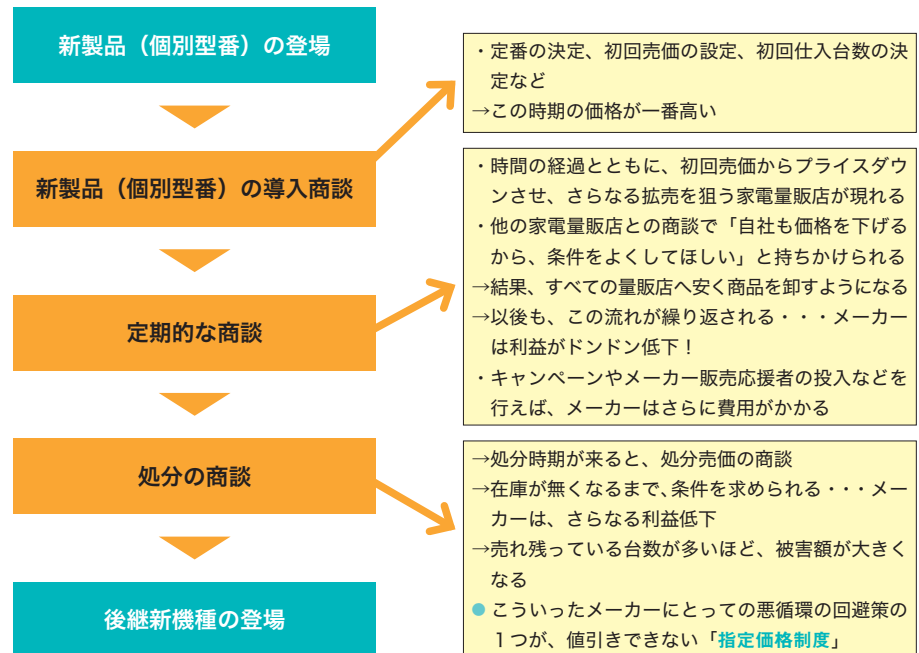 新製品（個別型番）の登場
新製品（個別型番）の導入商談
定期的な商談
処分の商談
後継新機種の登場
・定番の決定、初回売価の設定、初回仕入台数の決
定など
→この時期の価格が一番高い
・時間の経過とともに、初回売価からプライスダウ
ンさせ、さらなる拡売を狙う家電量販店が現れる
・他の家電量販店との商談で「自社も価格を下げる
から、条件をよくしてほしい」と持ちかけられる
→結果、すべての量販店へ安く商品を卸すようになる
→以後も、この流れが繰り返される・・・メーカー
は利益がドンドン低下！
・キャンペーンやメーカー販売応援者の投入などを
行えば、メーカーはさらに費用がかかる
→処分時期が来ると、処分売価の商談
→在庫が無くなるまで、条件を求められる・・・メー
カーは、さらなる利益低下
→売れ残っている台数が多いほど、被害額が大きく
なる
●こういったメーカーにとっての悪循環の回避策の
１つが、値引きできない「指定価格制度」